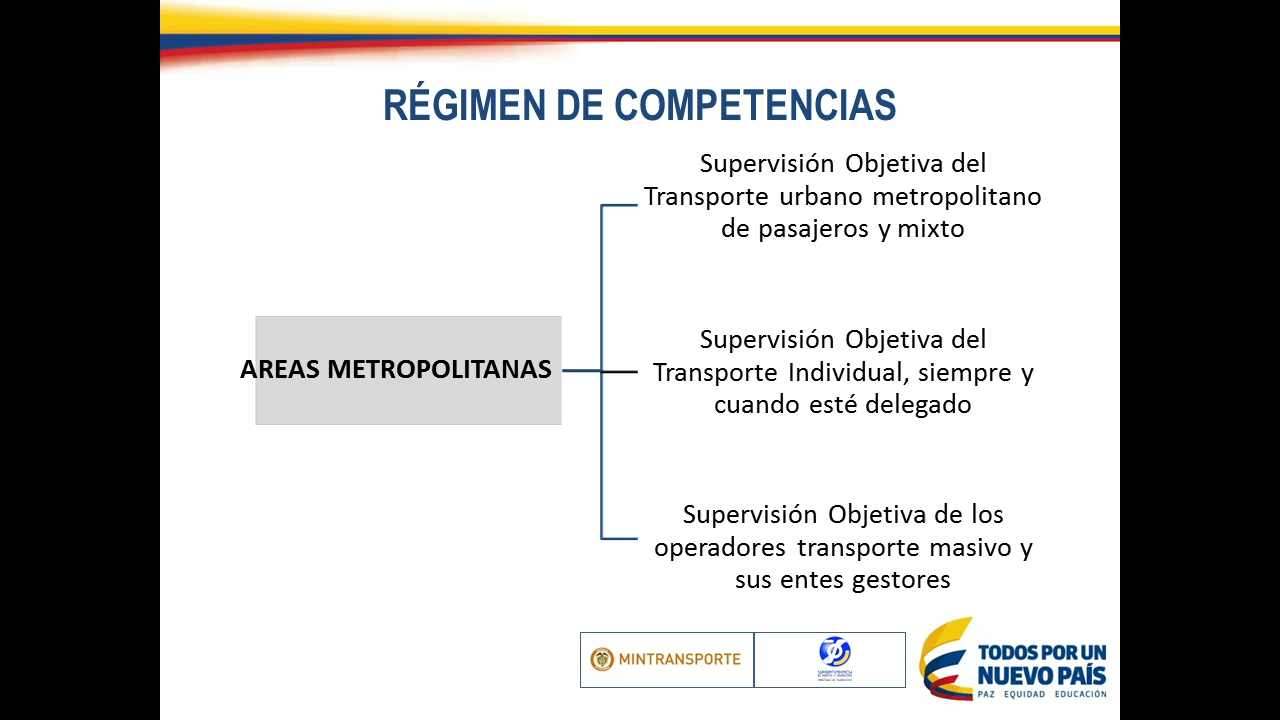 RÉGIMEN DE COMPETENCIAS
Supervisión Objetiva del
Transporte urbano metropolitano
de pasajeros y mixto
AREAS METROPOLITANAS
Supervisión Objetiva del
Transporte Individual, siempre y
cuando esté delegado
Supervisión Objetiva de los
operadores transporte masivo y
sus entes gestores
MINTRANSPORTE
TODOS POR UN
NUEVO PAÍS
PAZ EQUIDAD EDUCACIÓN